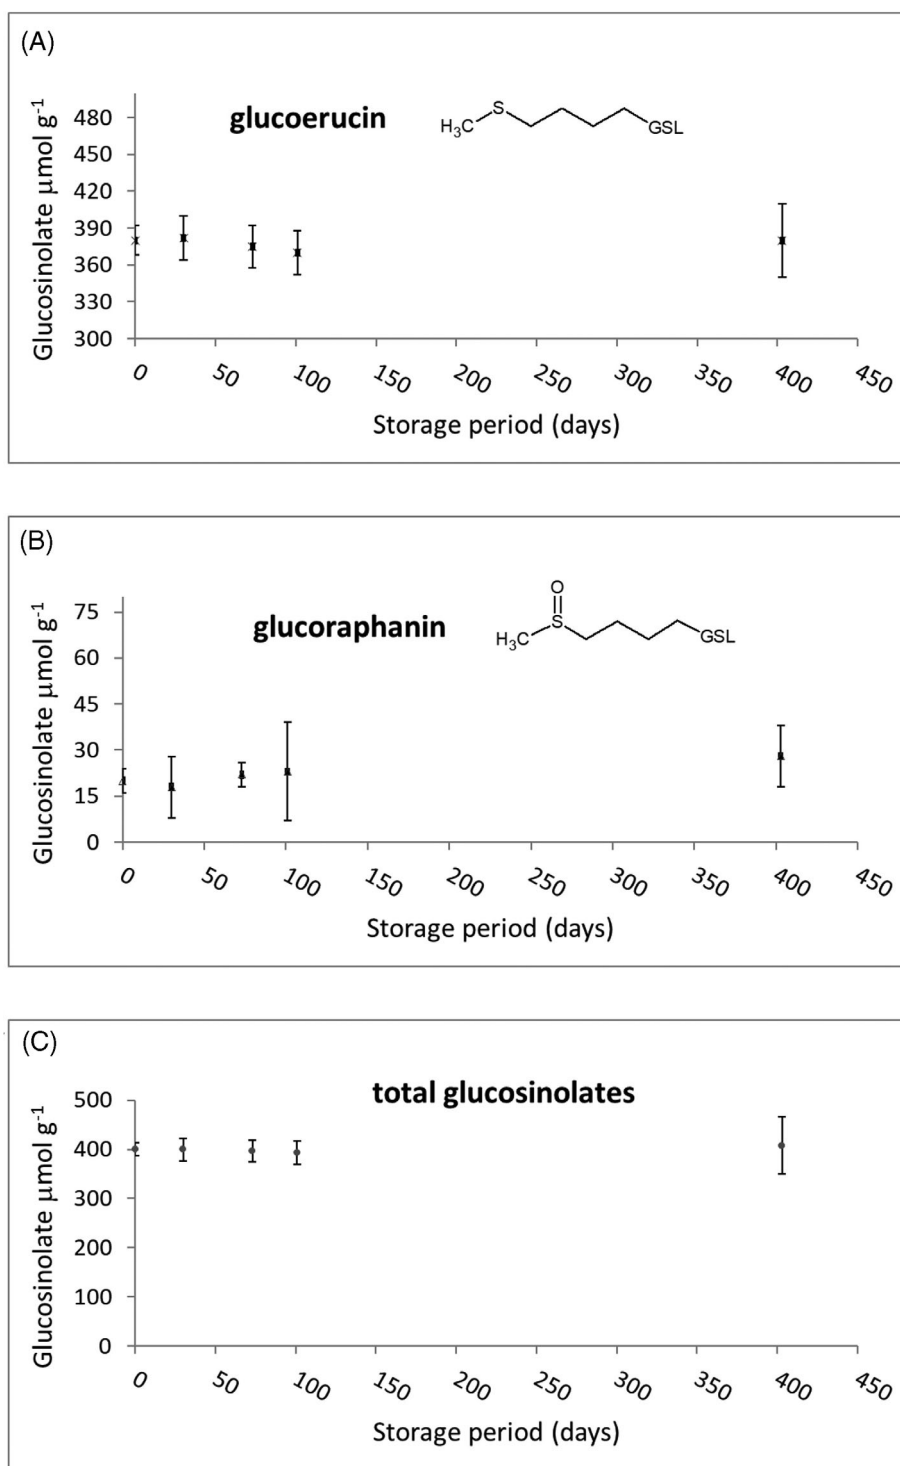 (A)
glucoerucin
H3C S GSL
Glucosinolate µmol g-1
480
450
420
390
360
330
300
0 50 100 150 200 250 300 350 400 450
Storage period (days)
(B)
glucoraphanin
O
H3C S GSL
Glucosinolate µmol g-1
75
60
45
30
15
0
0 50 100 150 200 250 300 350 400 450
Storage period (days)
(C)
total glucosinolates
Glucosinolate µmol g-1
500
400
300
200
100
0
0 50 100 150 200 250 300 350 400 450
Storage period (days)